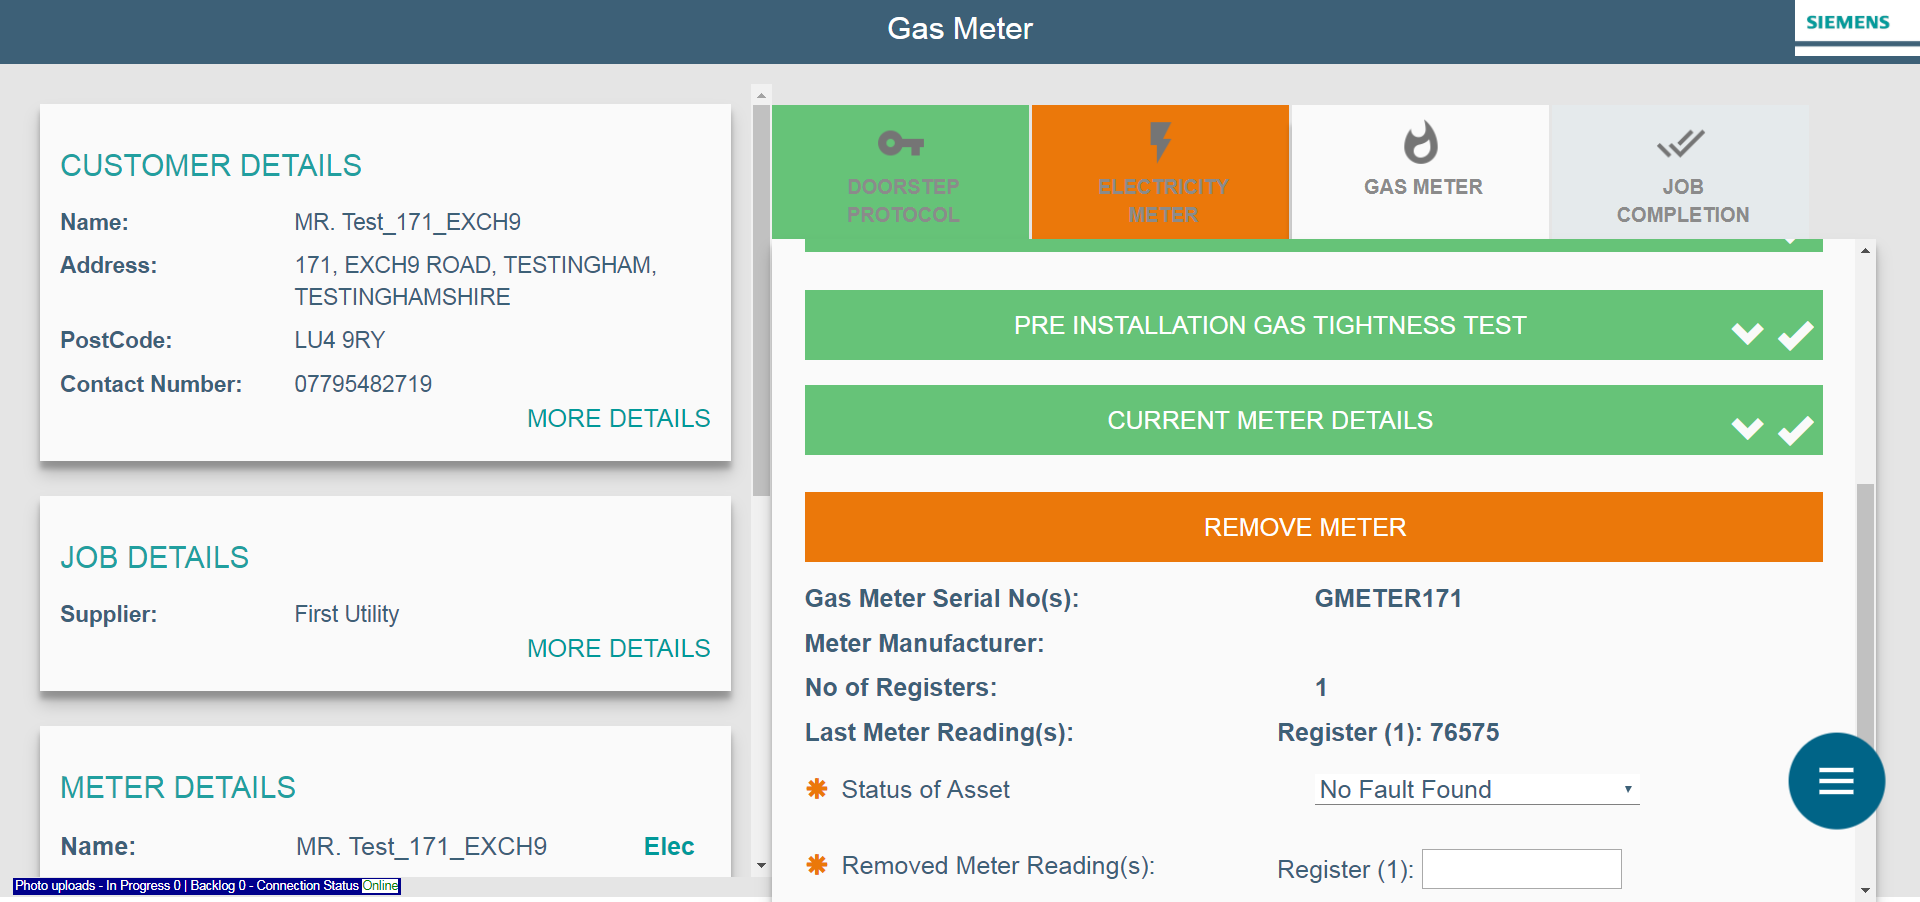 Gas Meter
SIEMENS
CUSTOMER DETAILS
Name: MR. Test_171_EXCH9
Address: 171, EXCH9 ROAD, TESTINGHAM,
TESTINGHAMSHIRE
PostCode: LU4 9RY
Contact Number: 07795482719
MORE DETAILS
JOB DETAILS
Supplier: First Utility
MORE DETAILS
METER DETAILS
Name: MR. Test_171_EXCH9 Elec
Photo uploads - In Progress 0 | Backlog 0 - Connection Status Online
DOORSTEP
PROTOCOL
ELECTRICITY
METER
GAS METER
JOB
COMPLETION
PRE INSTALLATION GAS TIGHTNESS TEST
CURRENT METER DETAILS
REMOVE METER
Gas Meter Serial No(s): GMETER171
Meter Manufacturer:
No of Registers: 1
Last Meter Reading(s): Register (1): 76575
✱ Status of Asset No Fault Found
✱ Removed Meter Reading(s): Register (1):